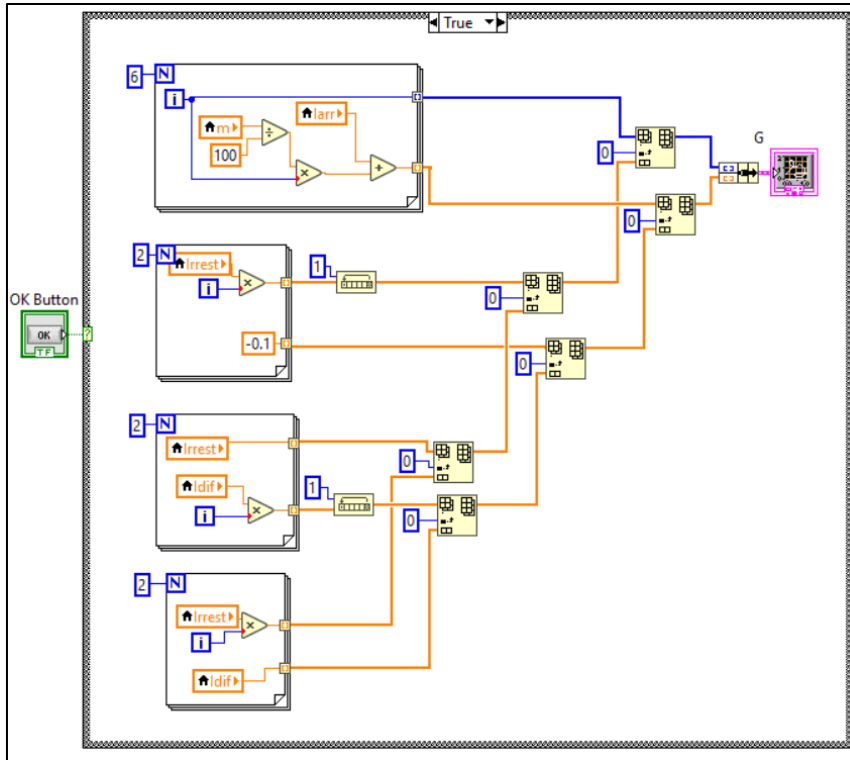 True
6 N
i
m
100
Iarr
0
G
0
2 N
Irrest
i
1
0
-0.1
0
OK Button
OK
TF
?
2 N
Irrest
0
Idif
1
i
0
2 N
Irrest
i
Idif